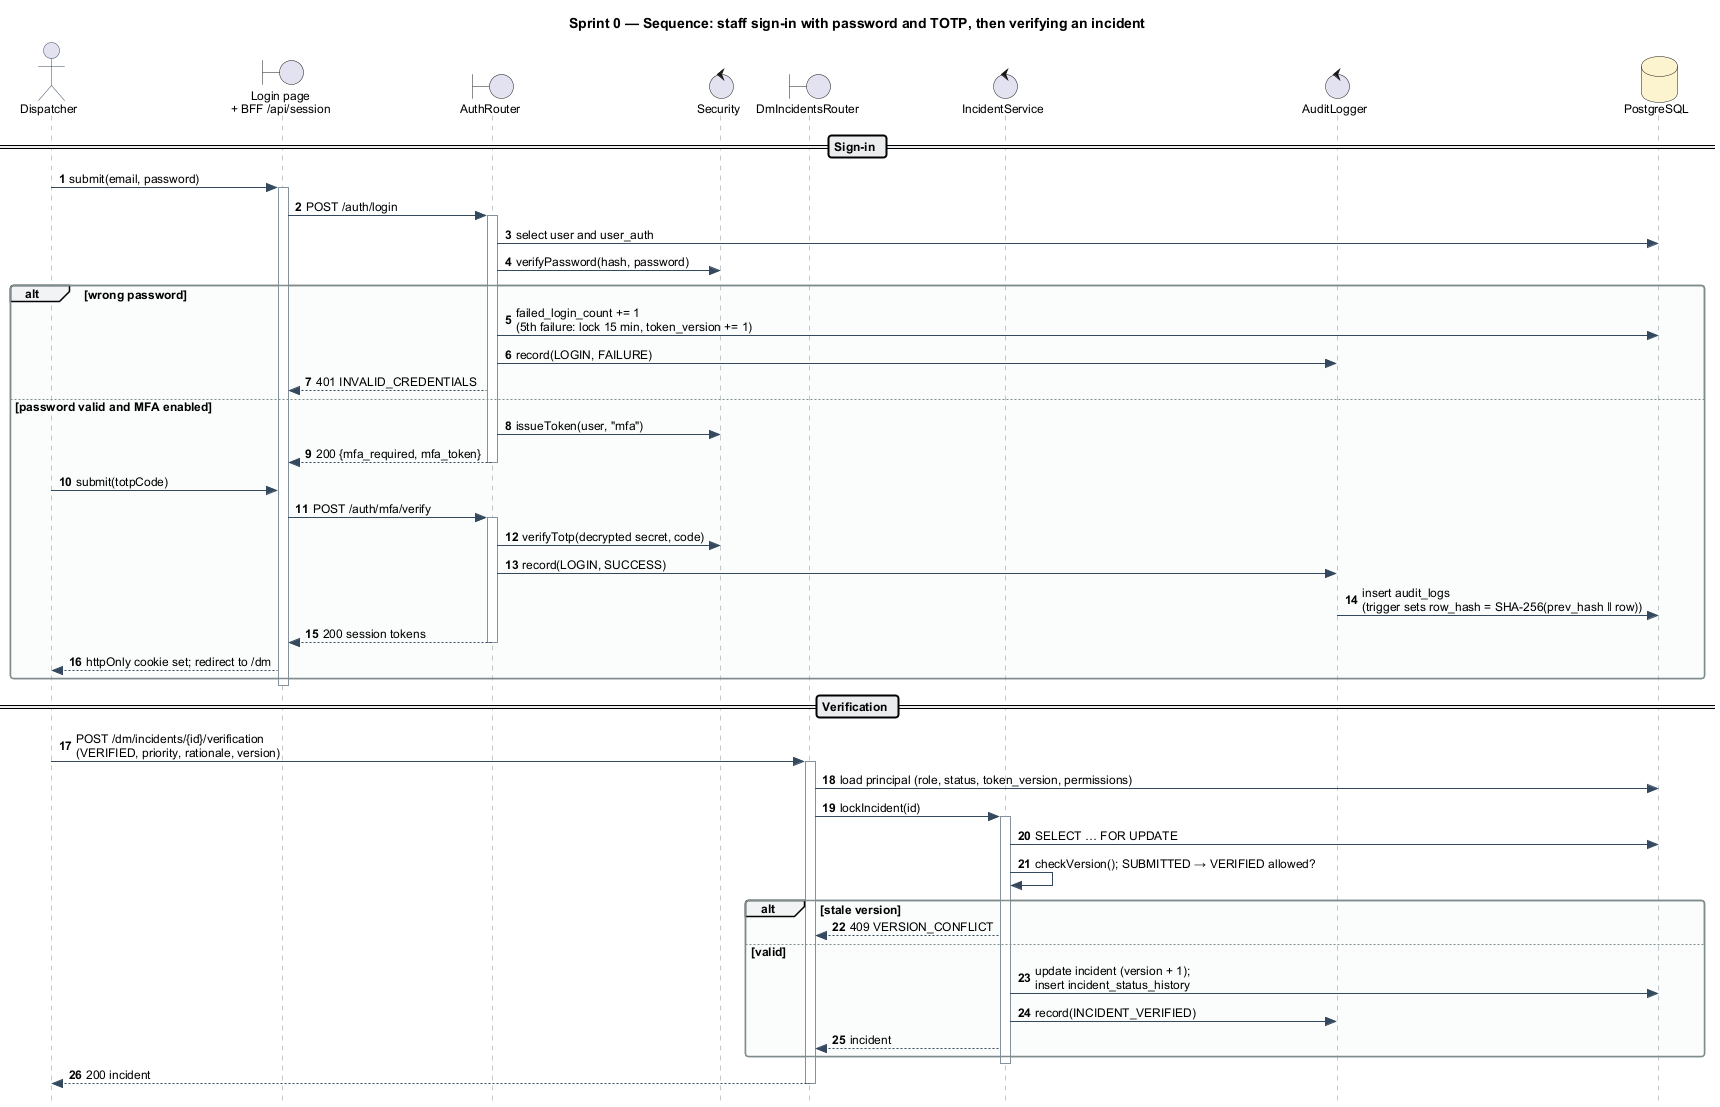 Sprint 0 — Sequence: staff sign-in with password and TOTP, then verifying an incident
Dispatcher
Login page
+ BFF /api/session
AuthRouter
Security
DmIncidentsRouter
IncidentService
AuditLogger
PostgreSQL
Sign-in
1 submit(email, password)
2 POST /auth/login
3 select user and user_auth
4 verifyPassword(hash, password)
alt [wrong password]
5 failed_login_count += 1
(5th failure: lock 15 min, token_version += 1)
6 record(LOGIN, FAILURE)
7 401 INVALID_CREDENTIALS
[password valid and MFA enabled]
8 issueToken(user, "mfa")
9 200 {mfa_required, mfa_token}
10 submit(totpCode)
11 POST /auth/mfa/verify
12 verifyTotp(decrypted secret, code)
13 record(LOGIN, SUCCESS)
14 insert audit_logs
(trigger sets row_hash = SHA-256(prev_hash || row))
15 200 session tokens
16 httpOnly cookie set; redirect to /dm
Verification
17 POST /dm/incidents/{id}/verification
(VERIFIED, priority, rationale, version)
18 load principal (role, status, token_version, permissions)
19 lockIncident(id)
20 SELECT … FOR UPDATE
21 checkVersion(); SUBMITTED → VERIFIED allowed?
alt [stale version]
22 409 VERSION_CONFLICT
[valid]
23 update incident (version + 1);
insert incident_status_history
24 record(INCIDENT_VERIFIED)
25 incident
26 200 incident